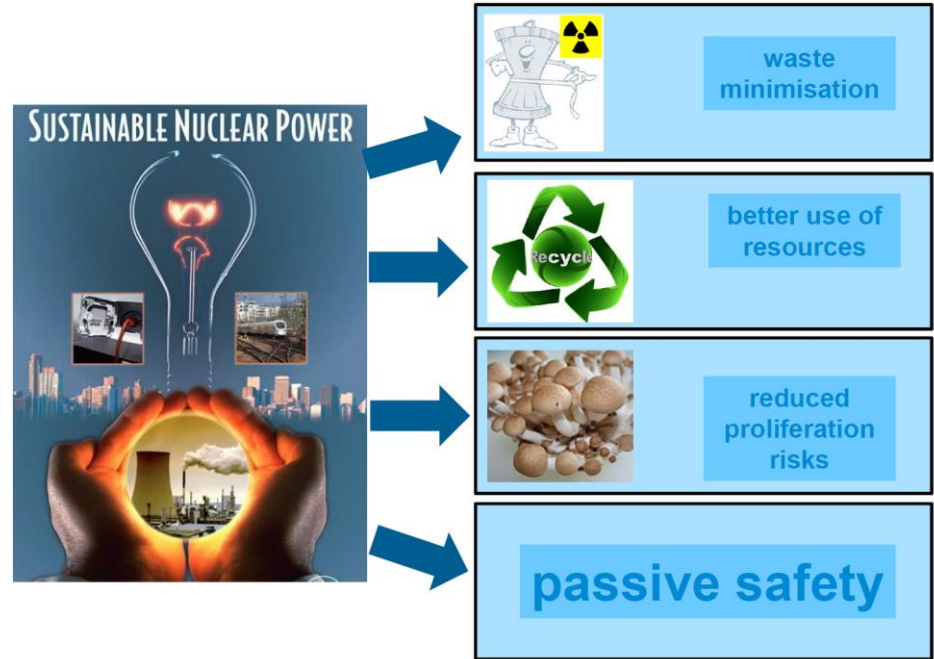 SUSTAINABLE NUCLEAR POWER
waste
minimisation
Recycle
better use of
resources
reduced
proliferation
risks
passive safety